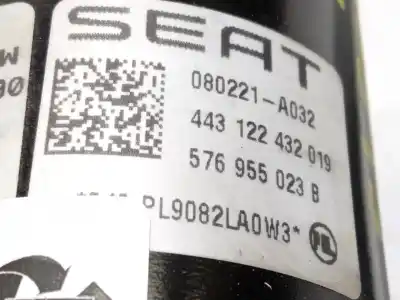 SEAT
080221-A032
443 122 432 019
576 955 023 B
PL9082LA0W3*